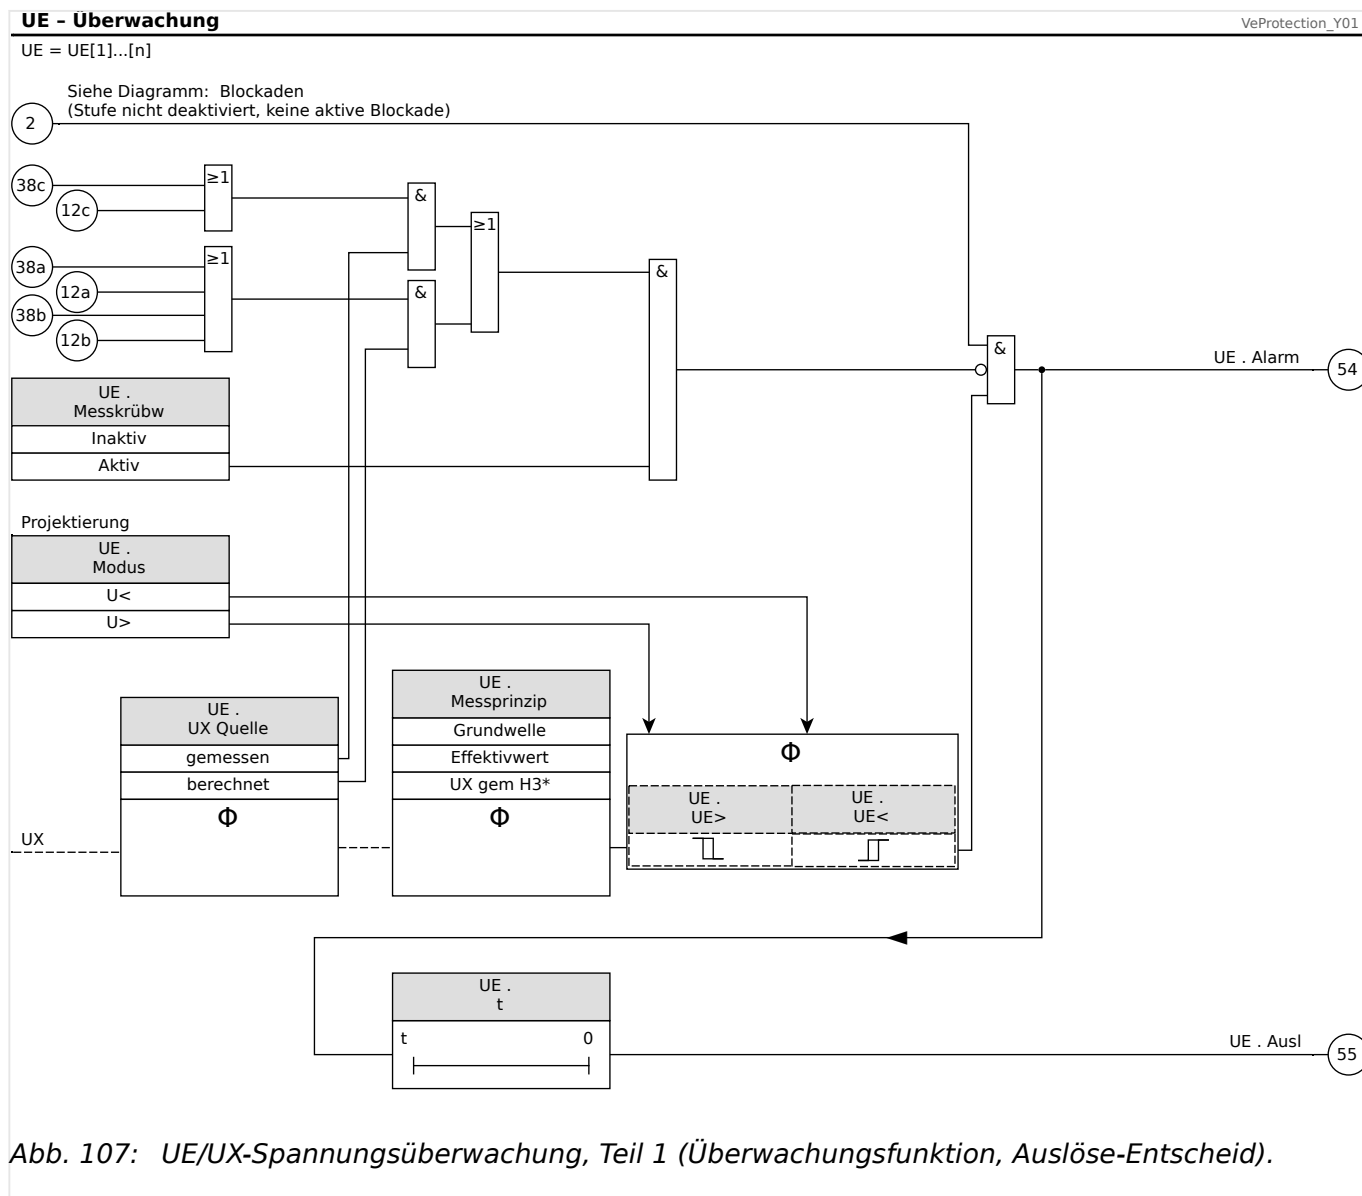 UE – Überwachung
VeProtection_Y01
UE = UE[1]...[n]
Siehe Diagramm: Blockaden
(Stufe nicht deaktiviert, keine aktive Blockade)
2
38c
12c
≥1
&
≥1
38a
12a
38b
12b
≥1
&
&
&
UE . Alarm
54
UE .
Messkrübw
Inaktiv
Aktiv
Projektierung
UE .
Modus
U<
U>
UE .
UX Quelle
gemessen
berechnet
Φ
UX
UE .
Messprinzip
Grundwelle
Effektivwert
UX gem H3*
Φ
Φ
UE .
UE>
UE .
UE<
UE .
t
t
0
UE . Ausl
55
Abb. 107: UE/UX-Spannungsüberwachung, Teil 1 (Überwachungsfunktion, Auslöse-Entscheid).